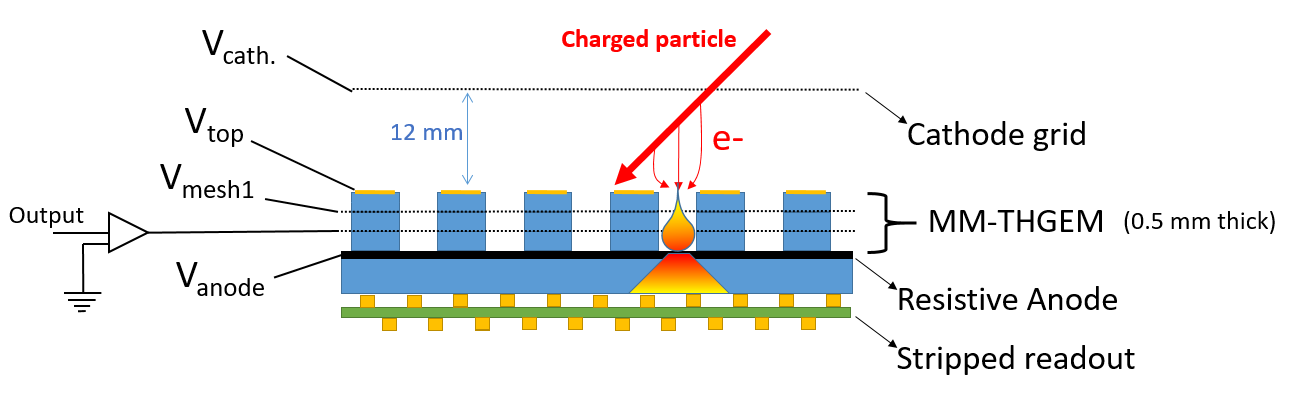 Charged particle
Vcath.
12 mm
e-
Cathode grid
Vtop
Vmesh1
Output
MM-THGEM (0.5 mm thick)
Vanode
Resistive Anode
Stripped readout